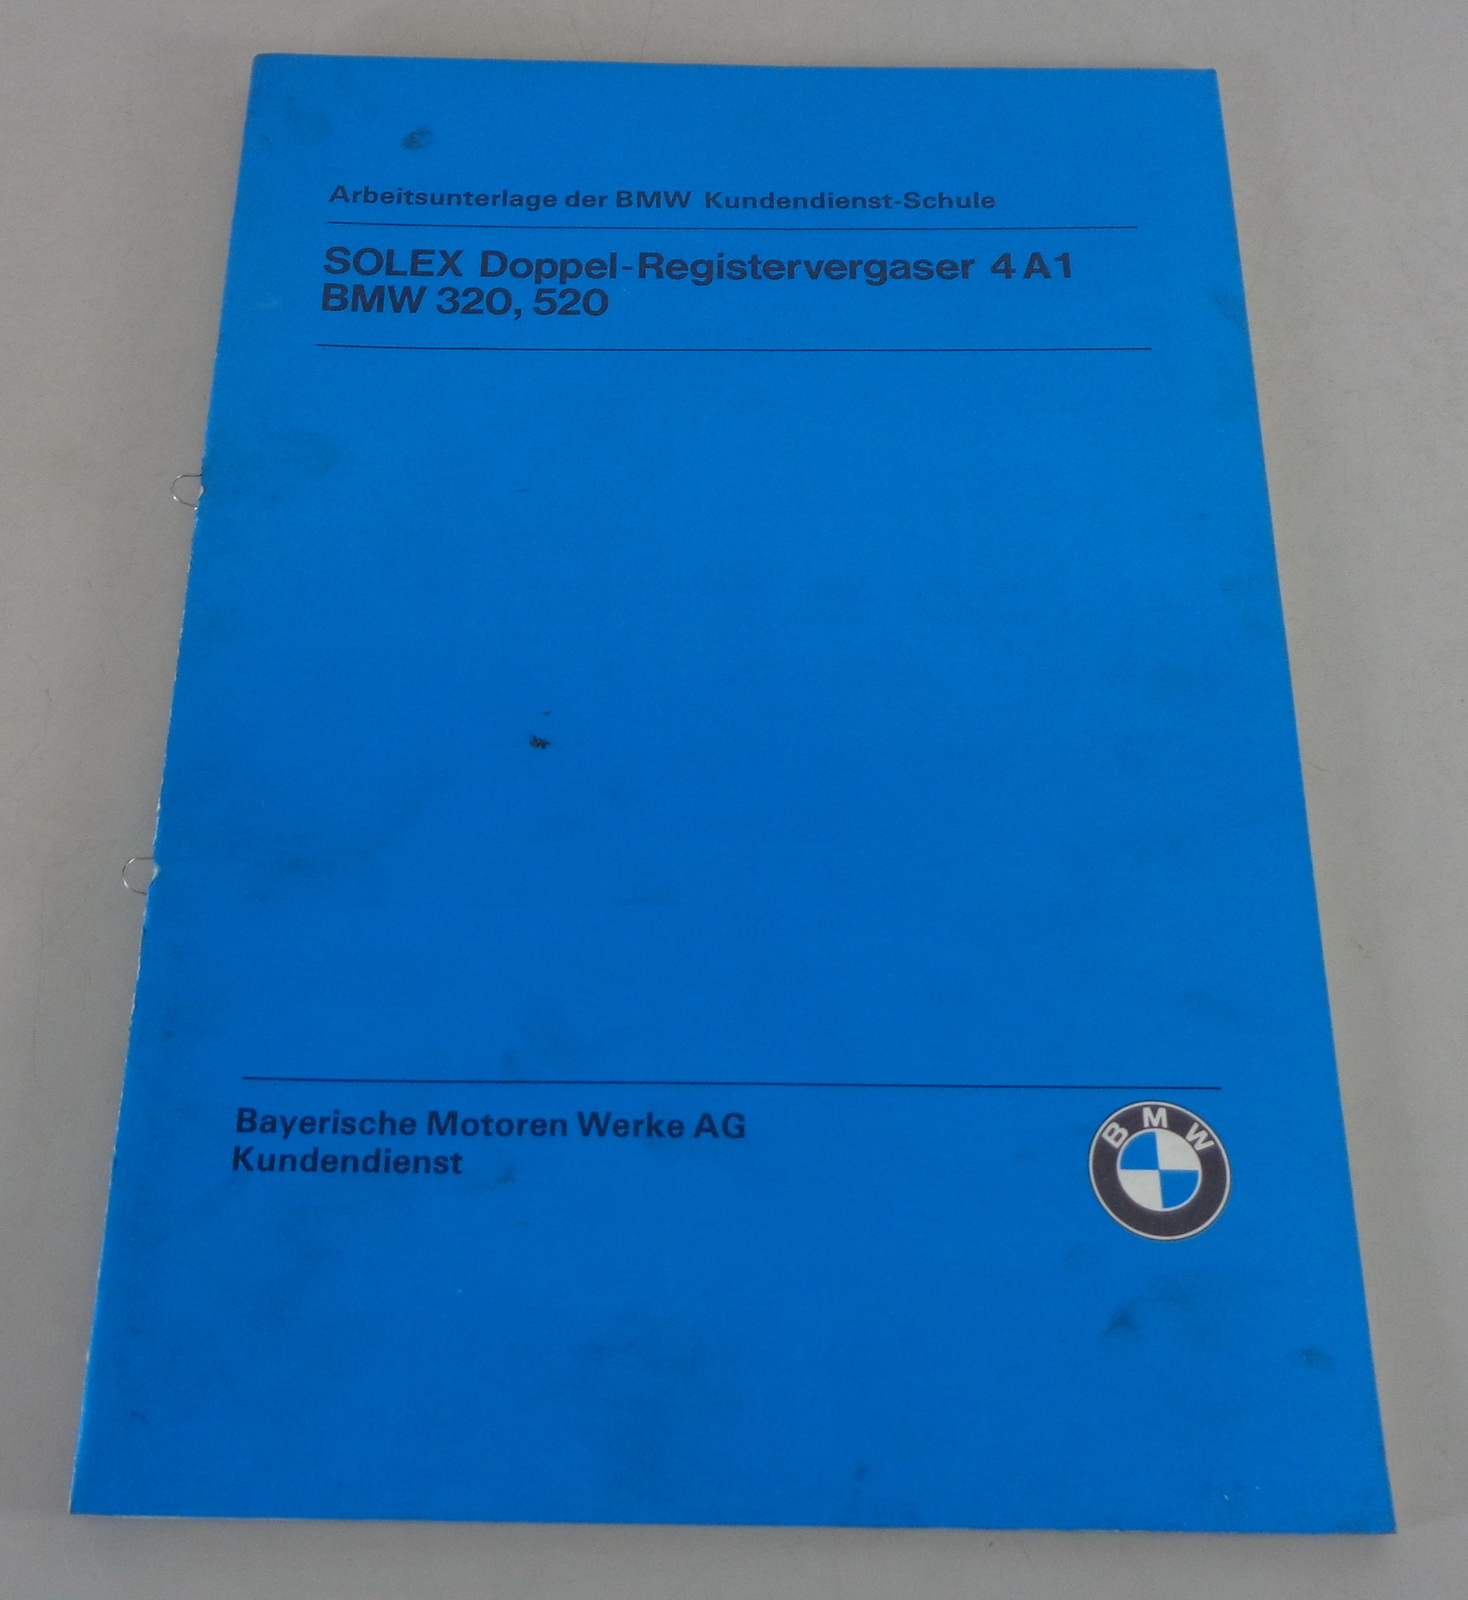 Arbeitsunterlage der BMW Kundendienst-Schule
SOLEX Doppel-Registervergaser 4 A1
BMW 320, 520
Bayerische Motoren Werke AG
Kundendienst
BMW